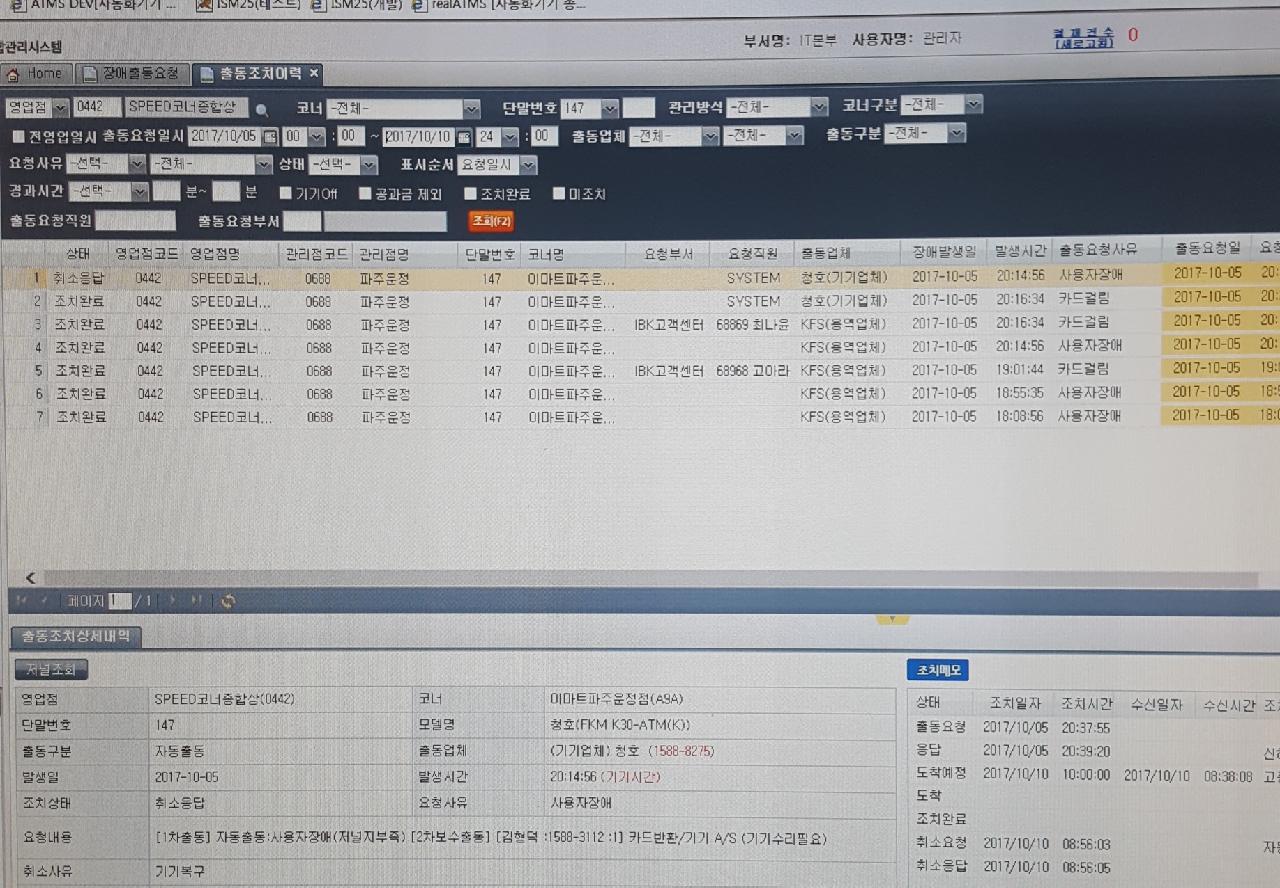 ATMS DEV[자동화기기 ... ISM25(테스트) ISM25(개발) realATMS [자동화기기 종...
관리시스템 부서명: IT본부 사용자명: 관리자 결재건수 [새로고침] 0
Home 장애출동요청 출동조치이력 ×
영업점 0442 SPEED코너종합상 코너 -전체- 단말번호 147 관리방식 -전체- 코너구분 -전체-
전영업일시 출동요청일시 2017/10/05 00 : 00 ~ 2017/10/10 24 : 00 출동업체 -전체- -전체- 출동구분 -전체-
요청사유 -선택- -전체- 상태 -선택- 표시순서 요청일시
경과시간 -선택- 분~ 분 기기Off 공과금 제외 조치완료 미조치
출동요청직원 출동요청부서 조회(F2)
상태 영업점코드 영업점명 관리점코드 관리점명 단말번호 코너명 요청부서 요청직원 출동업체 장애발생일 발생시간 출동요청사유 출동요청일 요청
1 취소응답 0442 SPEED코너... 0688 파주운정 147 이마트파주운... SYSTEM 청호(기기업체) 2017-10-05 20:14:56 사용자장애 2017-10-05 20:
2 조치완료 0442 SPEED코너... 0688 파주운정 147 이마트파주운... SYSTEM 청호(기기업체) 2017-10-05 20:16:34 카드걸림 2017-10-05 20:
3 조치완료 0442 SPEED코너... 0688 파주운정 147 이마트파주운... IBK고객센터 68869 최나윤 KFS(용역업체) 2017-10-05 20:16:34 카드걸림 2017-10-05 20:
4 조치완료 0442 SPEED코너... 0688 파주운정 147 이마트파주운... KFS(용역업체) 2017-10-05 20:14:56 사용자장애 2017-10-05 20:
5 조치완료 0442 SPEED코너... 0688 파주운정 147 이마트파주운... IBK고객센터 68968 고아라 KFS(용역업체) 2017-10-05 19:01:44 카드걸림 2017-10-05 19:
6 조치완료 0442 SPEED코너... 0688 파주운정 147 이마트파주운... KFS(용역업체) 2017-10-05 18:55:35 사용자장애 2017-10-05 18:
7 조치완료 0442 SPEED코너... 0688 파주운정 147 이마트파주운... KFS(용역업체) 2017-10-05 18:08:56 사용자장애 2017-10-05 18:
페이지 1 / 1
출동조치상세내역
저널조회
영업점 SPEED코너종합상(0442) 코너 이마트파주운정점(A9A)
단말번호 147 모델명 청호(FKM K30-ATM(K))
출동구분 자동출동 출동업체 (기기업체) 청호 (1588-8275)
발생일 2017-10-05 발생시간 20:14:56 (기기시간)
조치상태 취소응답 요청사유 사용자장애
요청내용 [1차출동] 자동출동:사용자장애(저널지부족) [2차보수출동] [김형덕 :1588-3112 :1] 카드반환/기기 A/S (기기수리필요)
취소사유 기기복구
조치메모
상태 조치일자 조치시간 수신일자 수신시간
출동요청 2017/10/05 20:37:55
응답 2017/10/05 20:39:20
도착예정 2017/10/10 10:00:00 2017/10/10 08:38:08
도착
조치완료
취소요청 2017/10/10 08:56:03
취소응답 2017/10/10 08:56:05